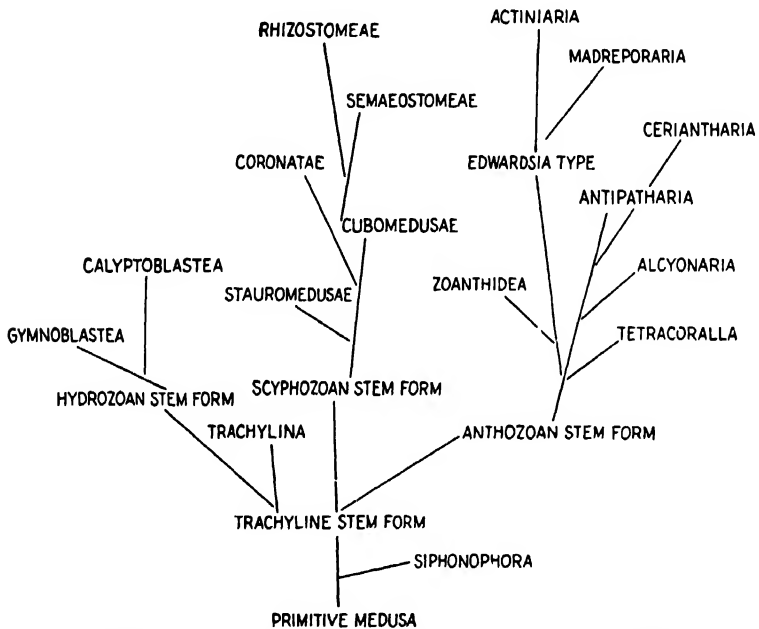 ACTINIARIA
RHIZOSTOMEAE
MADREPORARIA
SEMAEOSTOMEAE
CERIANTHARIA
CORONATAE
EDWARDSIA TYPE
ANTIPATHARIA
CUBOMEDUSAE
CALYPTOBLASTEA
ALCYONARIA
ZOANTHIDEA
STAUROMEDUSAE
GYMNOBLASTEA
TETRACORALLA
SCYPHOZOAN STEM FORM
HYDROZOAN STEM FORM
TRACHYLINA
ANTHOZOAN STEM FORM
TRACHYLINE STEM FORM
SIPHONOPHORA
PRIMITIVE MEDUSA